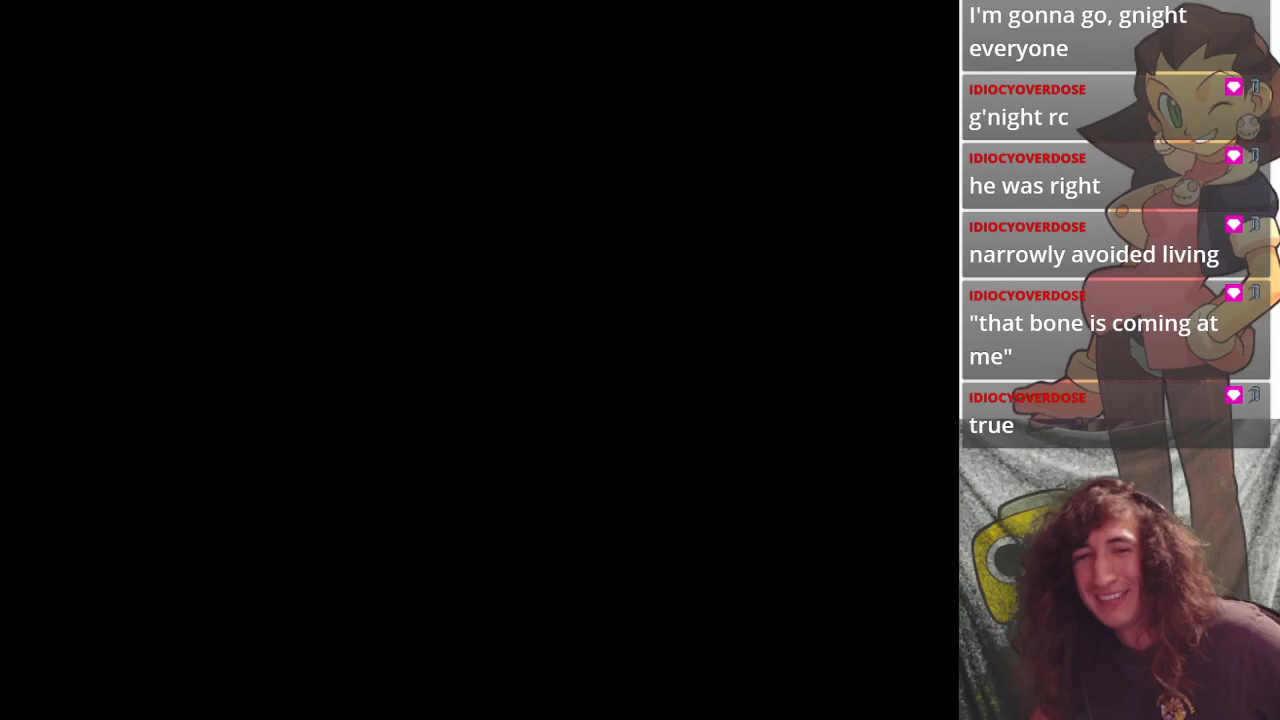 I'm gonna go, gnight
everyone
IDIOCYOVERDOSE
g'night rc
IDIOCYOVERDOSE
he was right
IDIOCYOVERDOSE
narrowly avoided living
IDIOCYOVERDOSE
"that bone is coming at
me"
IDIOCYOVERDOSE
true